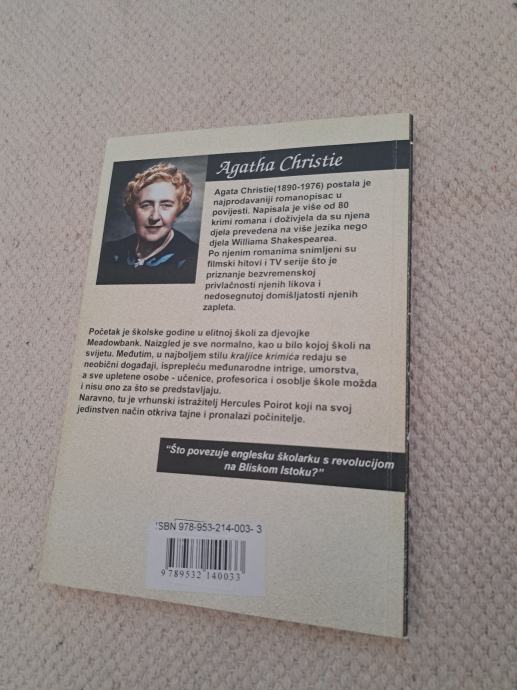 Agatha Christie
Agata Christie(1890-1976) postala je
najprodavaniji romanopisac u
povijesti. Napisala je više od 80
krimi romana i doživjela da su njena
djela prevedena na više jezika nego
djela Williama Shakespearea.
Po njenim romanima snimljeni su
filmski hitovi i TV serije što je
priznanje bezvremenskoj
privlačnosti njenih likova i
nedosegnutoj domišljatosti njenih
zapleta.
Početak je školske godine u elitnoj školi za djevojke
Meadowbank. Naizgled je sve normalno, kao u bilo kojoj školi na
svijetu. Međutim, u najboljem stilu kraljice krimića redaju se
neobični događaji, isprepleću međunarodne intrige, umorstva,
a sve upletene osobe - učenice, profesorica i osoblje škole možda
i nisu ono za što se predstavljaju.
Naravno, tu je vrhunski istražitelj Hercules Poirot koji na svoj
jedinstven način otkriva tajne i pronalazi počinitelje.
“Što povezuje englesku školarku s revolucijom
na Bliskom Istoku?”
ISBN 978-953-214-003- 3
9 789532 140033